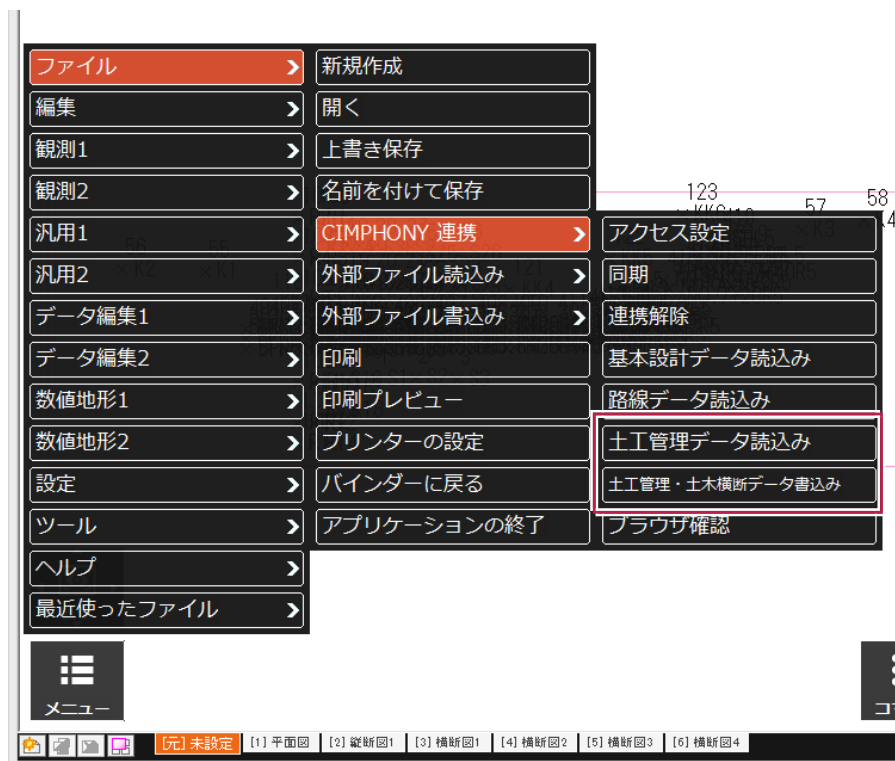 ファイル
編集
観測1
観測2
汎用1
汎用2
データ編集1
データ編集2
数値地形1
数値地形2
設定
ツール
ヘルプ
最近使ったファイル
新規作成
開く
上書き保存
名前を付けて保存
CIMPHONY 連携
外部ファイル読込み
外部ファイル書込み
印刷
印刷プレビュー
プリンターの設定
バインダーに戻る
アプリケーションの終了
アクセス設定
同期
連携解除
基本設計データ読込み
路線データ読込み
土工管理データ読込み
土工管理・土木横断データ書込み
ブラウザ確認
123
57
58
56
55
K2
K1
K3
121
メニュー
[元] 未設定
[1] 平面図
[2] 縦断図1
[3] 横断図1
[4] 横断図2
[5] 横断図3
[6] 横断図4